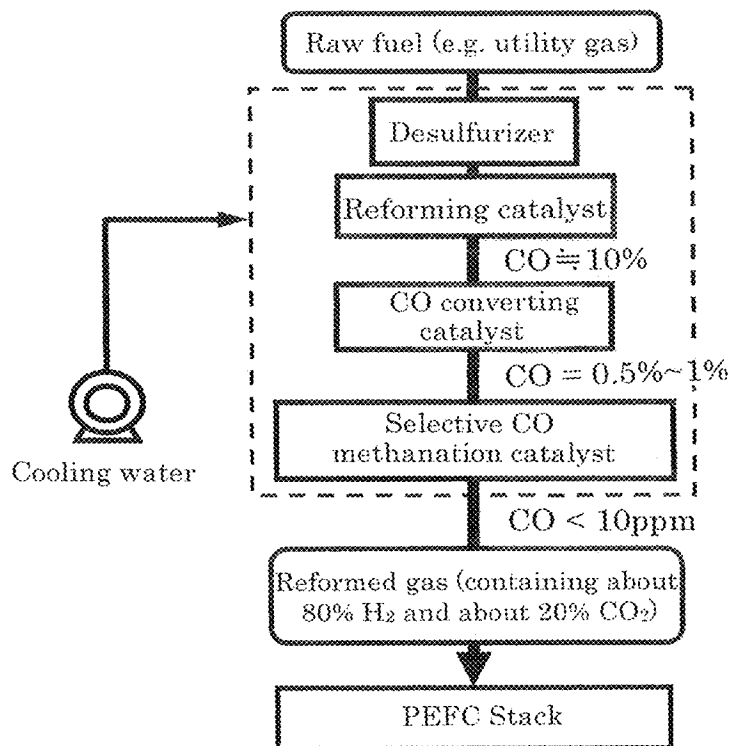 Raw fuel (e.g. utility gas)
Desulfurizer
Reforming catalyst
CO≒10%
CO converting
catalyst
CO = 0.5%~1%
Selective CO
methanation catalyst
Cooling water
CO < 10ppm
Reformed gas (containing about
80% H₂ and about 20% CO₂)
PEFC Stack